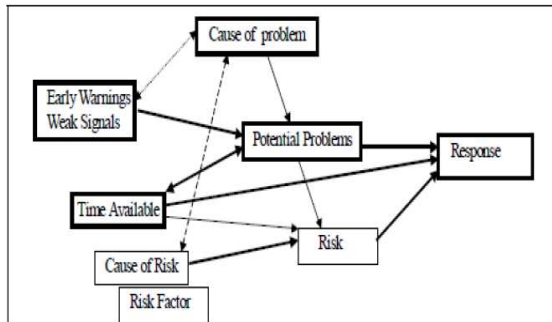 Cause of problem
Early Warnings
Weak Signals
Potential Problems
Response
Time Available
Risk
Cause of Risk
Risk Factor